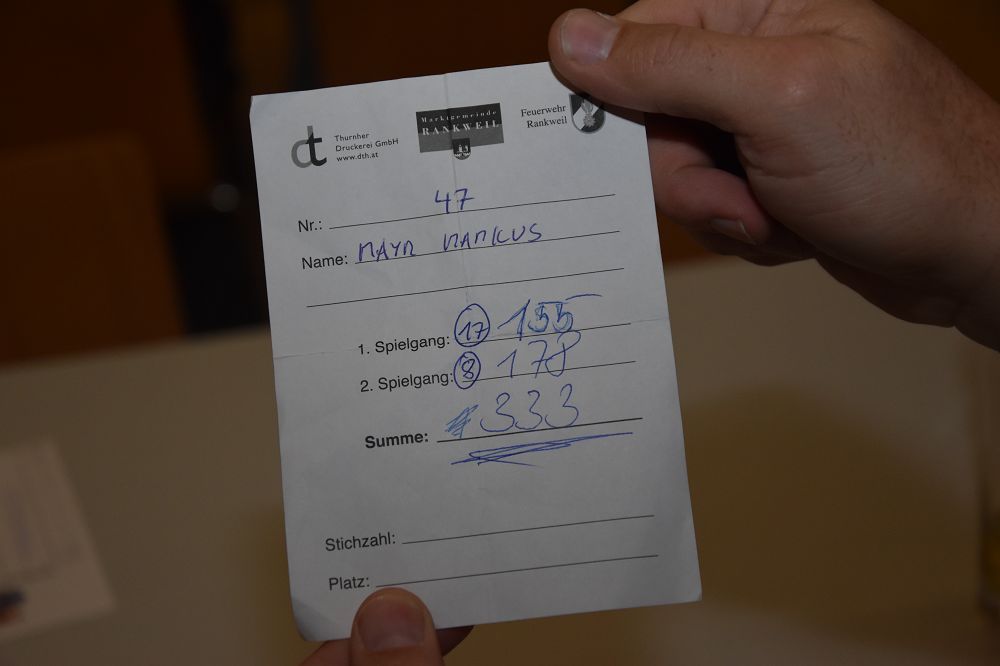 dt Thurnher
Druckerei GmbH
www.dth.at
Marktgemeinde
RANKWEIL
Feuerwehr
Rankweil
Nr.: 47
Name: MAYR MARKUS
1. Spielgang: 17 155
2. Spielgang: 8 178
Summe: 333
Stichzahl:
Platz: